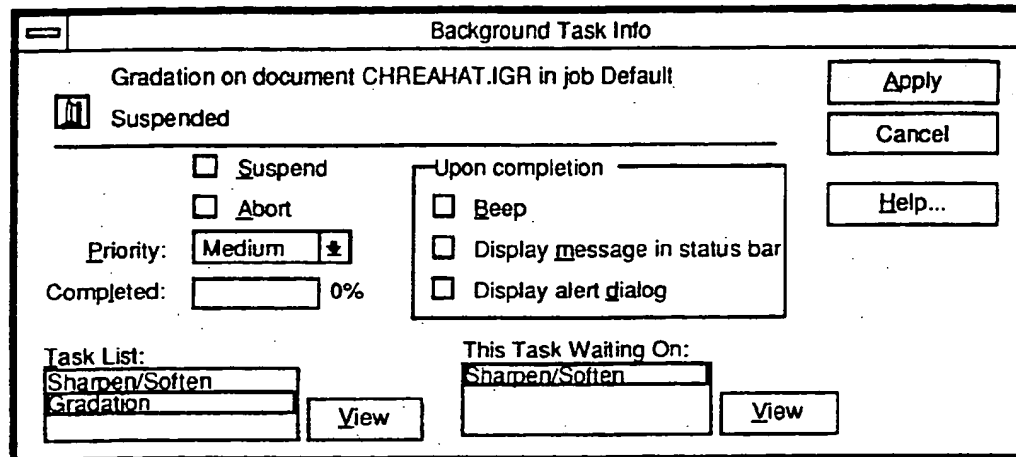 Background Task Info
Gradation on document CHREAHAT.IGR in job Default
Suspended
Apply
Cancel
Help...
Suspend
Abort
Priority: Medium
Completed: 0%
Upon completion
Beep
Display message in status bar
Display alert dialog
Task List:
Sharpen/Soften
Gradation
View
This Task Waiting On:
Sharpen/Soften
View